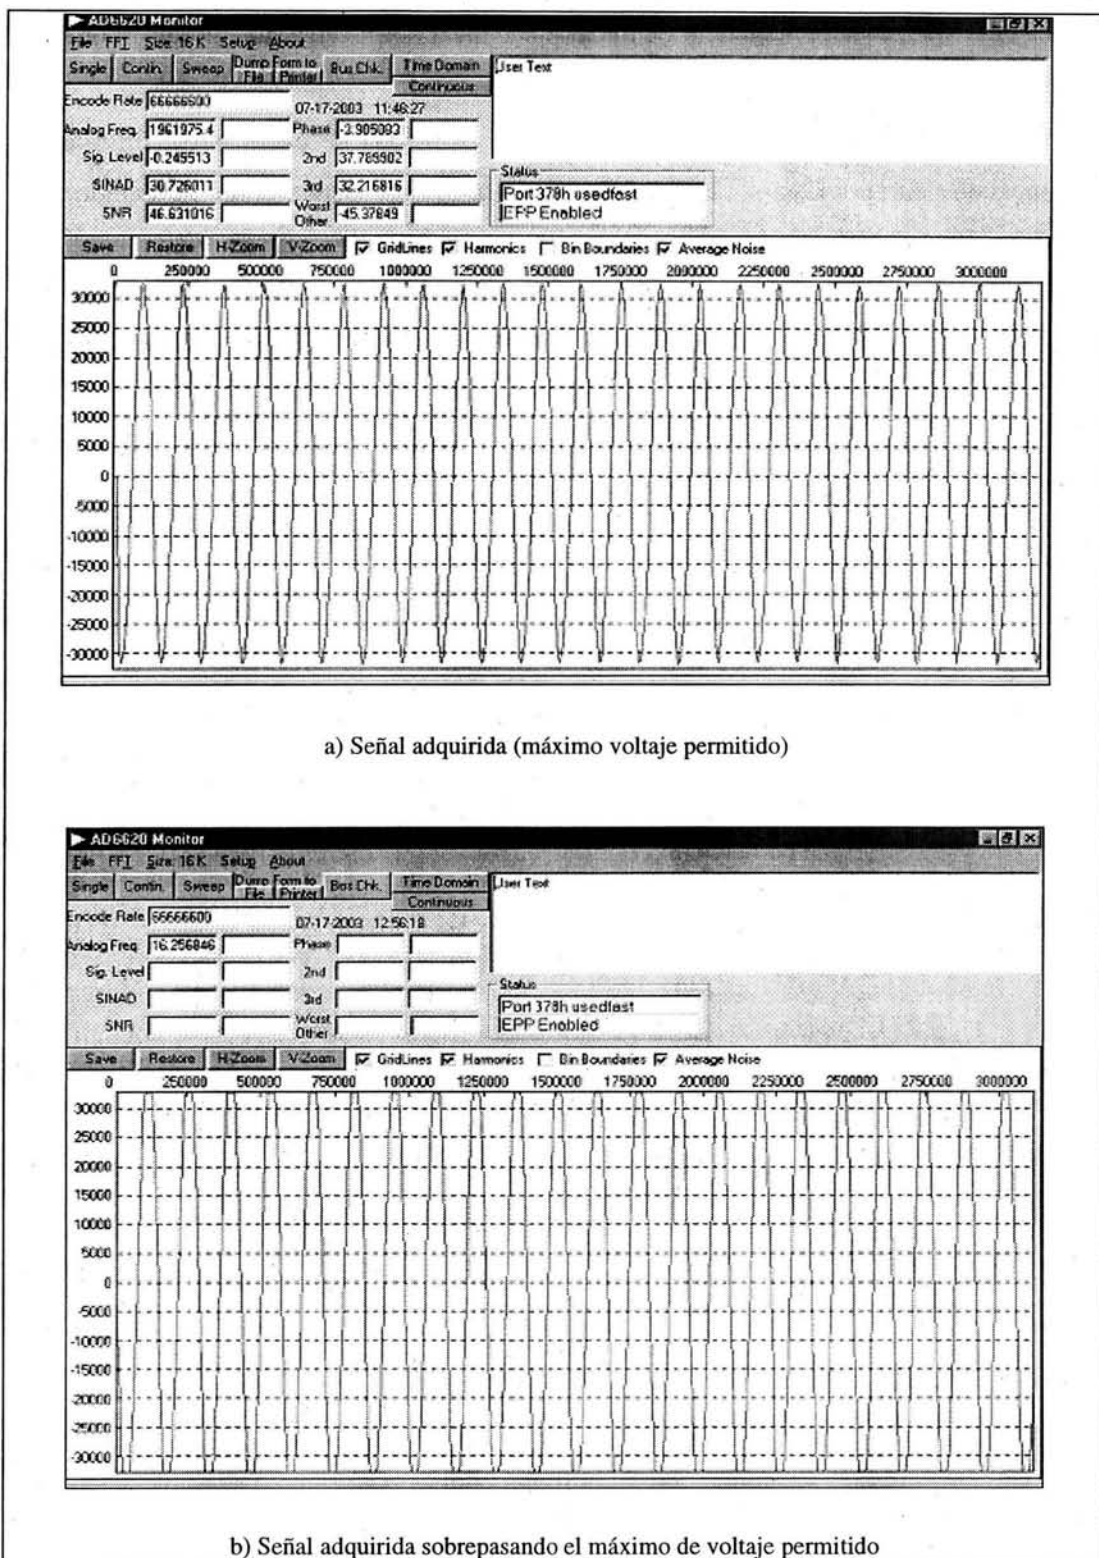 AD6620 Monitor
File FFT Size: 16K Setup About
Single Contin. Sweep Dump to File Form to Printer Bus Chk. Time Domain Continuous User Text
Encode Rate 66666600 07-17-2003 11:46:27
Analog Freq. 1961975.4 Phase -3.905093
Sig. Level -0.245513 2nd 37.789902 Status
SINAD 30.726011 3rd 32.216816 Port 378h usedfast
SNR 46.631016 Worst Other -45.37849 EPP Enabled
Save Restore H-Zoom V-Zoom GridLines Harmonics Bin Boundaries Average Noise
0 250000 500000 750000 1000000 1250000 1500000 1750000 2000000 2250000 2500000 2750000 3000000
30000
25000
20000
15000
10000
5000
0
-5000
-10000
-15000
-20000
-25000
-30000
a) Señal adquirida (máximo voltaje permitido)
AD6620 Monitor
File FFT Size: 16K Setup About
Single Contin. Sweep Dump to File Form to Printer Bus Chk. Time Domain Continuous User Text
Encode Rate 66666600 07-17-2003 12:56:18
Analog Freq 16.256846 Phase
Sig. Level 2nd Status
SINAD 3rd Port 378h usedfast
SNR Worst Other EPP Enabled
Save Restore H-Zoom V-Zoom GridLines Harmonics Bin Boundaries Average Noise
0 250000 500000 750000 1000000 1250000 1500000 1750000 2000000 2250000 2500000 2750000 3000000
30000
25000
20000
15000
10000
5000
0
-5000
-10000
-15000
-20000
-25000
-30000
b) Señal adquirida sobrepasando el máximo de voltaje permitido